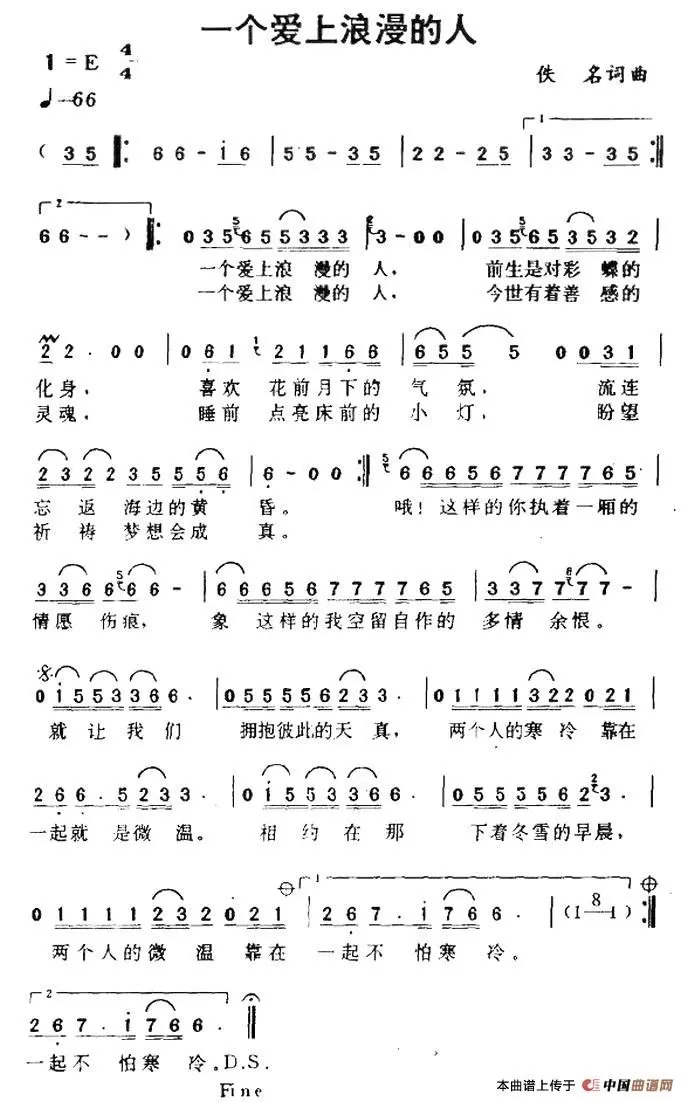 一个爱上浪漫的人
1=E 4/4
佚 名词曲
♩=66
( 3 5 ‖: 6 6 - i 6 | 5 5 - 3 5 | 2 2 - 2 5 | 1 3 3 - 3 5 :‖
2 6 6 - - ) ‖: 0 3 5 5 6 5 5 3 3 3 | 2 3 - 0 0 | 0 3 5 5 6 5 3 5 3 2 |
一个爱上浪 漫的 人， 前生是对彩 蝶的
一个爱上浪 漫的 人， 今世有着善 感的
2 2 · 0 0 | 0 6 1 1 2 1 1 6 6 | 6 5 5 5 0 0 3 1 |
化身， 喜欢 花前月下的 气 氛， 流连
灵魂， 睡前 点亮床前的 小 灯， 盼望
2 3 2 2 2 3 5 5 5 6 | 6 - 0 0 :‖ 5 6 6 6 5 6 7 7 7 7 6 5 |
忘 返 海边的黄 昏。 哦！这样的你执着一厢的
祈 祷 梦想会成 真。
3 3 6 6 5 6 6 - | 6 6 6 5 6 7 7 7 7 6 5 | 3 3 7 7 6 7 7 - |
情愿 伤痕， 象 这样的我空留自作的 多情 余恨。
0 i 5 5 3 3 6 6 · | 0 5 5 5 5 5 6 2 3 3 · | 0 1 1 1 1 3 2 2 0 2 1 |
就 让 我 们 拥抱彼此的天 真， 两个人的寒 冷 靠在
2 6 6 · 5 2 3 3 · | 0 i 5 5 3 3 6 6 · | 0 5 5 5 5 5 6 2 2 3 · |
一起就 是微 温。 相 约 在 那 下着冬雪的早晨，
0 1 1 1 1 2 3 2 0 2 1 | 1 2 6 7 · i 7 6 6 · | (1 8 1) :‖
两个人的微 温 靠在 一起不 怕寒 冷。
2 2 6 7 · i 7 6 6 · ‖
一起不 怕寒 冷。D.S.
Fine
本曲谱上传于 中国曲谱网